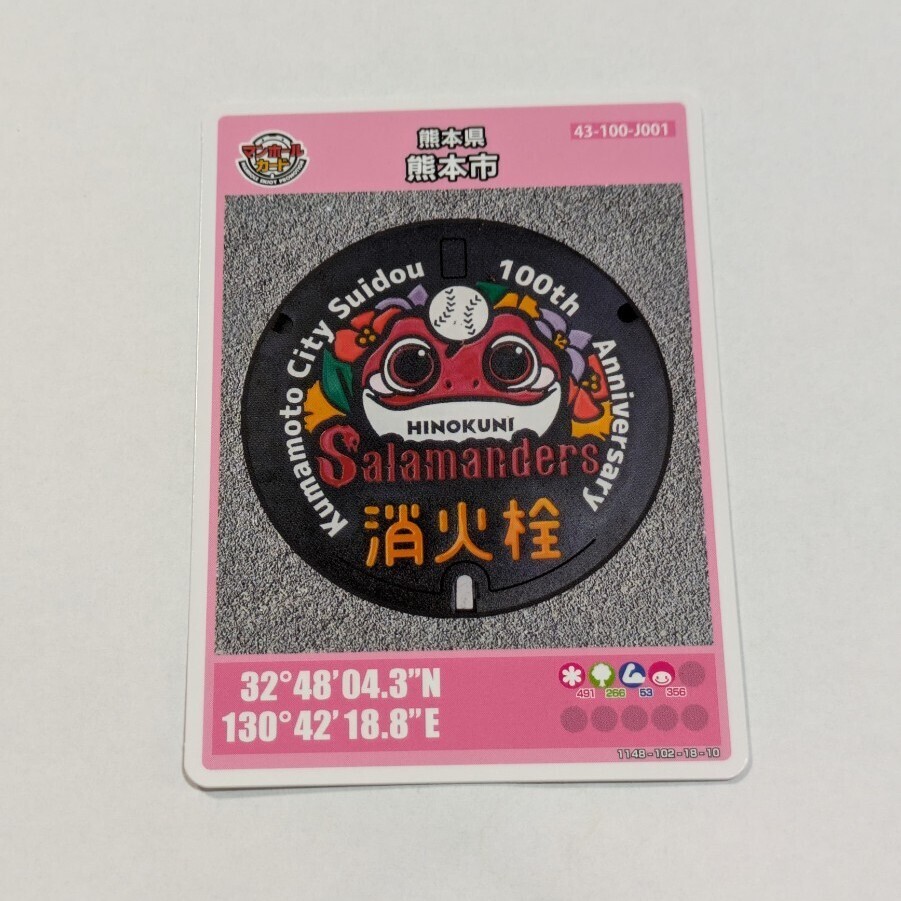 マンホール
カード
熊本県
熊本市
43-100-J001
Kumamoto City Suidou 100th Anniversary
HINOKUNI
Salamanders
消火栓
32°48'04.3"N
130°42'18.8"E
491 266 53 356
1148-102-18-10